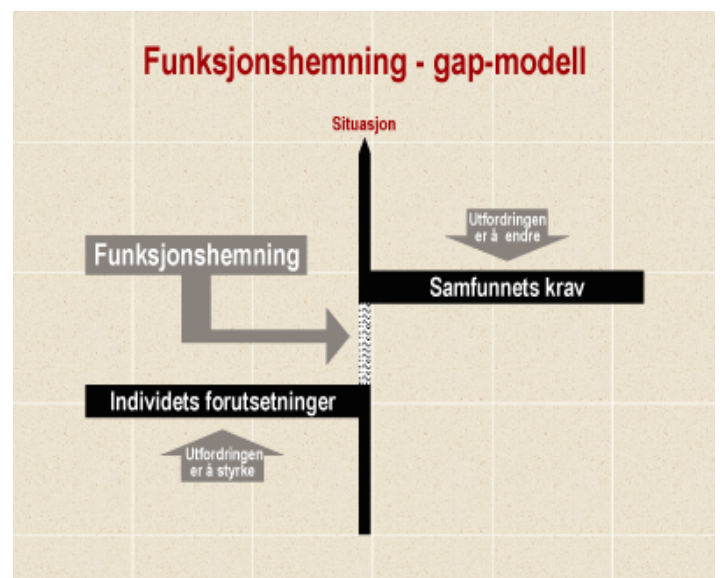 Funksjonshemning - gap-modell
Situasjon
Utfordringen
er å endre
Funksjonshemning
Samfunnets krav
Individets forutsetninger
Utfordringen
er å styrke